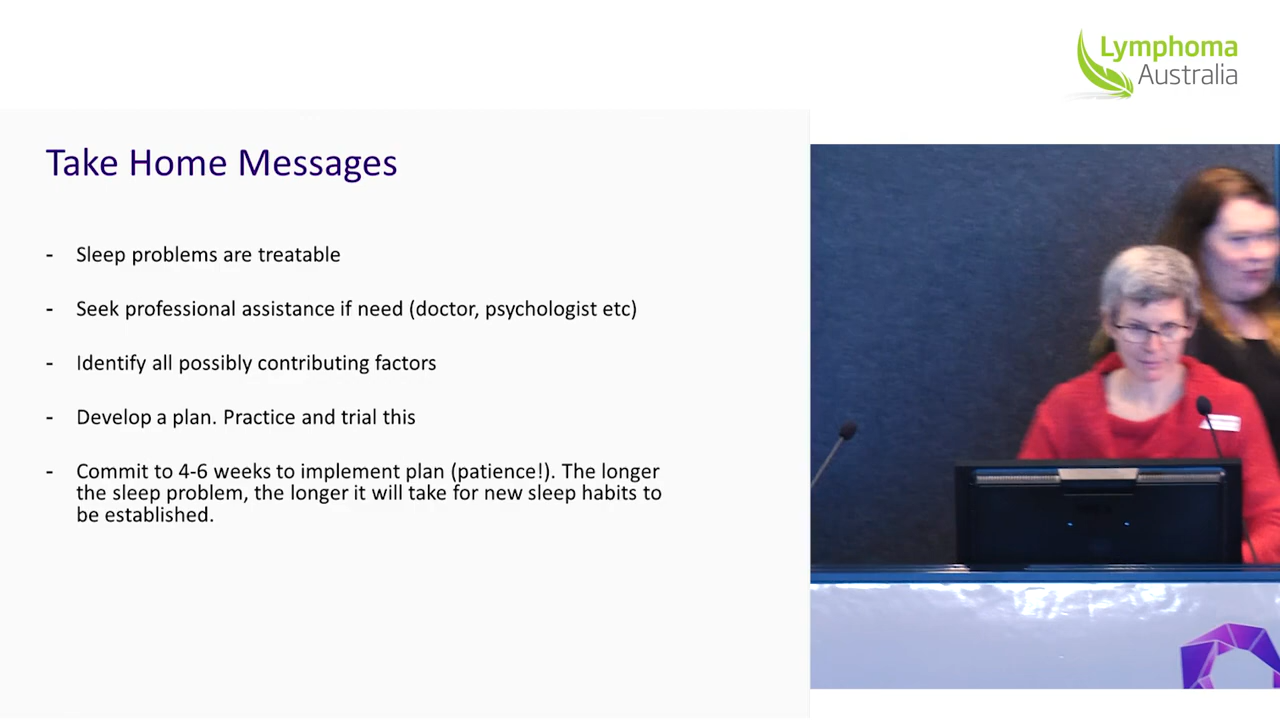 Lymphoma
Australia
Take Home Messages
- Sleep problems are treatable
- Seek professional assistance if need (doctor, psychologist etc)
- Identify all possibly contributing factors
- Develop a plan. Practice and trial this
- Commit to 4-6 weeks to implement plan (patience!). The longer
the sleep problem, the longer it will take for new sleep habits to
be established.